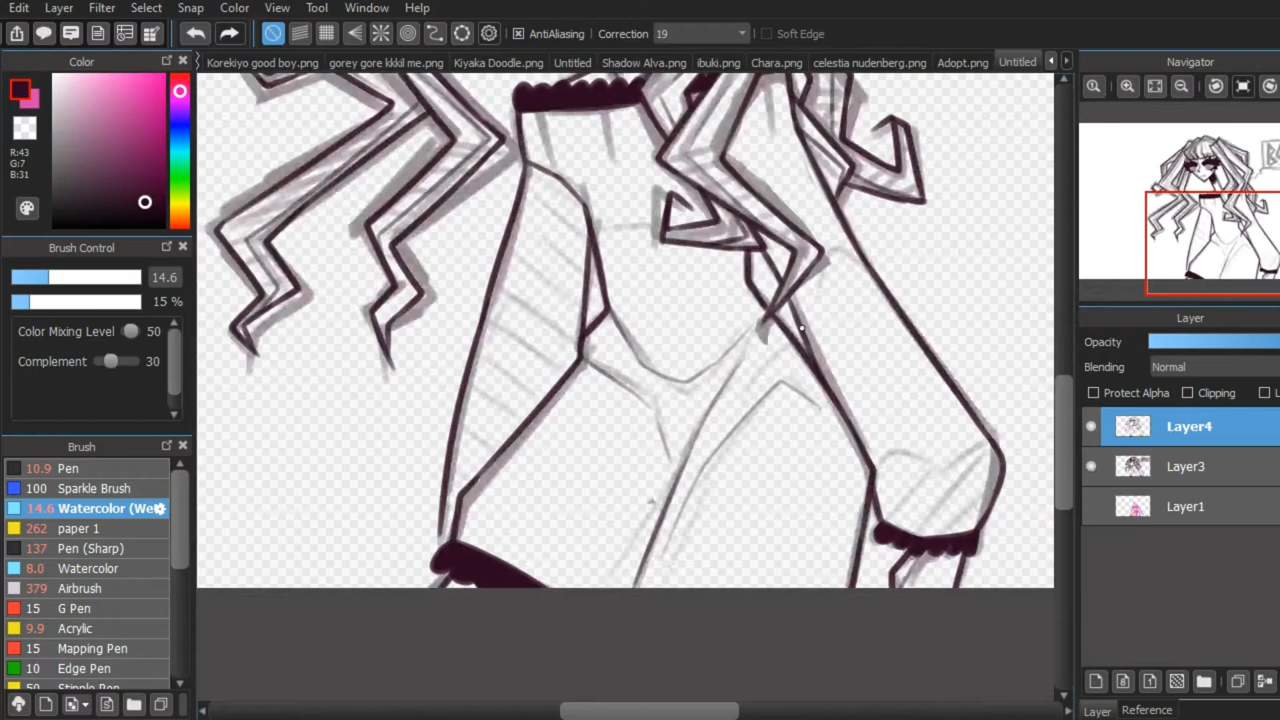 Edit Layer Filter Select Snap Color View Tool Window Help
AntiAliasing Correction 19 Soft Edge
Color
Korekiyo good boy.png gorey gore kkkil me.png Kiyaka Doodle.png Untitled Shadow Alva.png ibuki.png Chara.png celestia nudenberg.png Adopt.png Untitled
Navigator
R:43
G:7
B:31
Brush Control
14.6
15 %
Color Mixing Level 50
Complement 30
Brush
10.9 Pen
100 Sparkle Brush
14.6 Watercolor (We
262 paper 1
137 Pen (Sharp)
8.0 Watercolor
379 Airbrush
15 G Pen
9.9 Acrylic
15 Mapping Pen
10 Edge Pen
50 Stipple Pen
Layer
Opacity
Blending Normal
Protect Alpha Clipping L
Layer4
Layer3
Layer1
Layer Reference